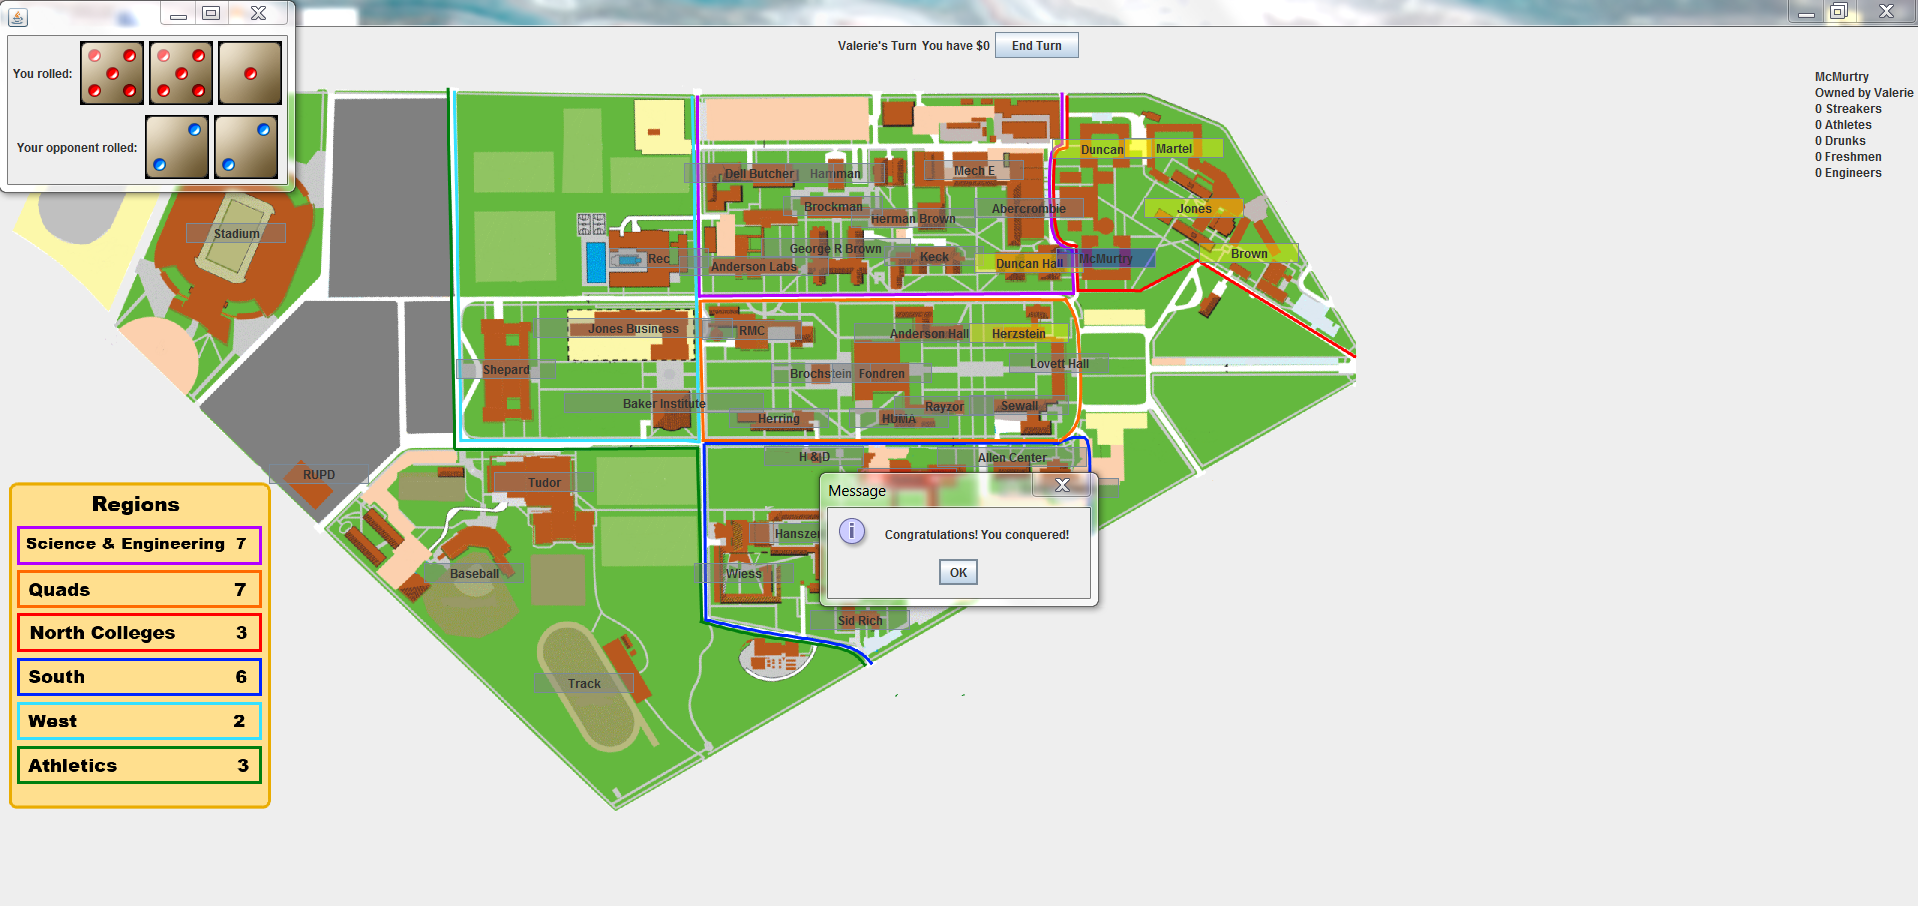 You rolled:
Your opponent rolled:
Valerie's Turn You have $0
End Turn
McMurtry
Owned by Valerie
0 Streakers
0 Athletes
0 Drunks
0 Freshmen
0 Engineers
Duncan
Martel
Dell Butcher
Hamman
Mech E
Brockman
Herman Brown
Abercrombie
Jones
Stadium
George R Brown
Keck
Brown
Rec
Anderson Labs
Duncan Hall
McMurtry
Jones Business
RMC
Anderson Hall
Herzstein
Shepard
Brochstein
Fondren
Lovett Hall
Baker Institute
Rayzor
Sewall
Herring
HUMA
H & D
Allen Center
RUPD
Tudor
Message
Congratulations! You conquered!
OK
Wiess
Baseball
Sid Rich
Track
Regions
Science & Engineering 7
Quads 7
North Colleges 3
South 6
West 2
Athletics 3